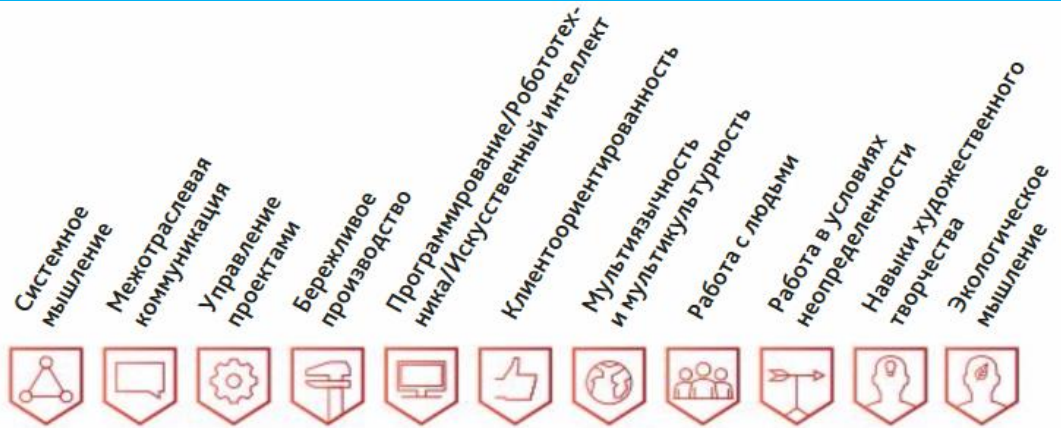 Системное
мышление
Межотраслевая
коммуникация
Управление
проектами
Бережливое
производство
Программирование/Робототех-
ника/Искусственный интеллект
Клиентоориентированность
Мультиязычность
и мультикультурность
Работа с людьми
Работа в условиях
неопределенности
Навыки художественного
творчества
Экологическое
мышление